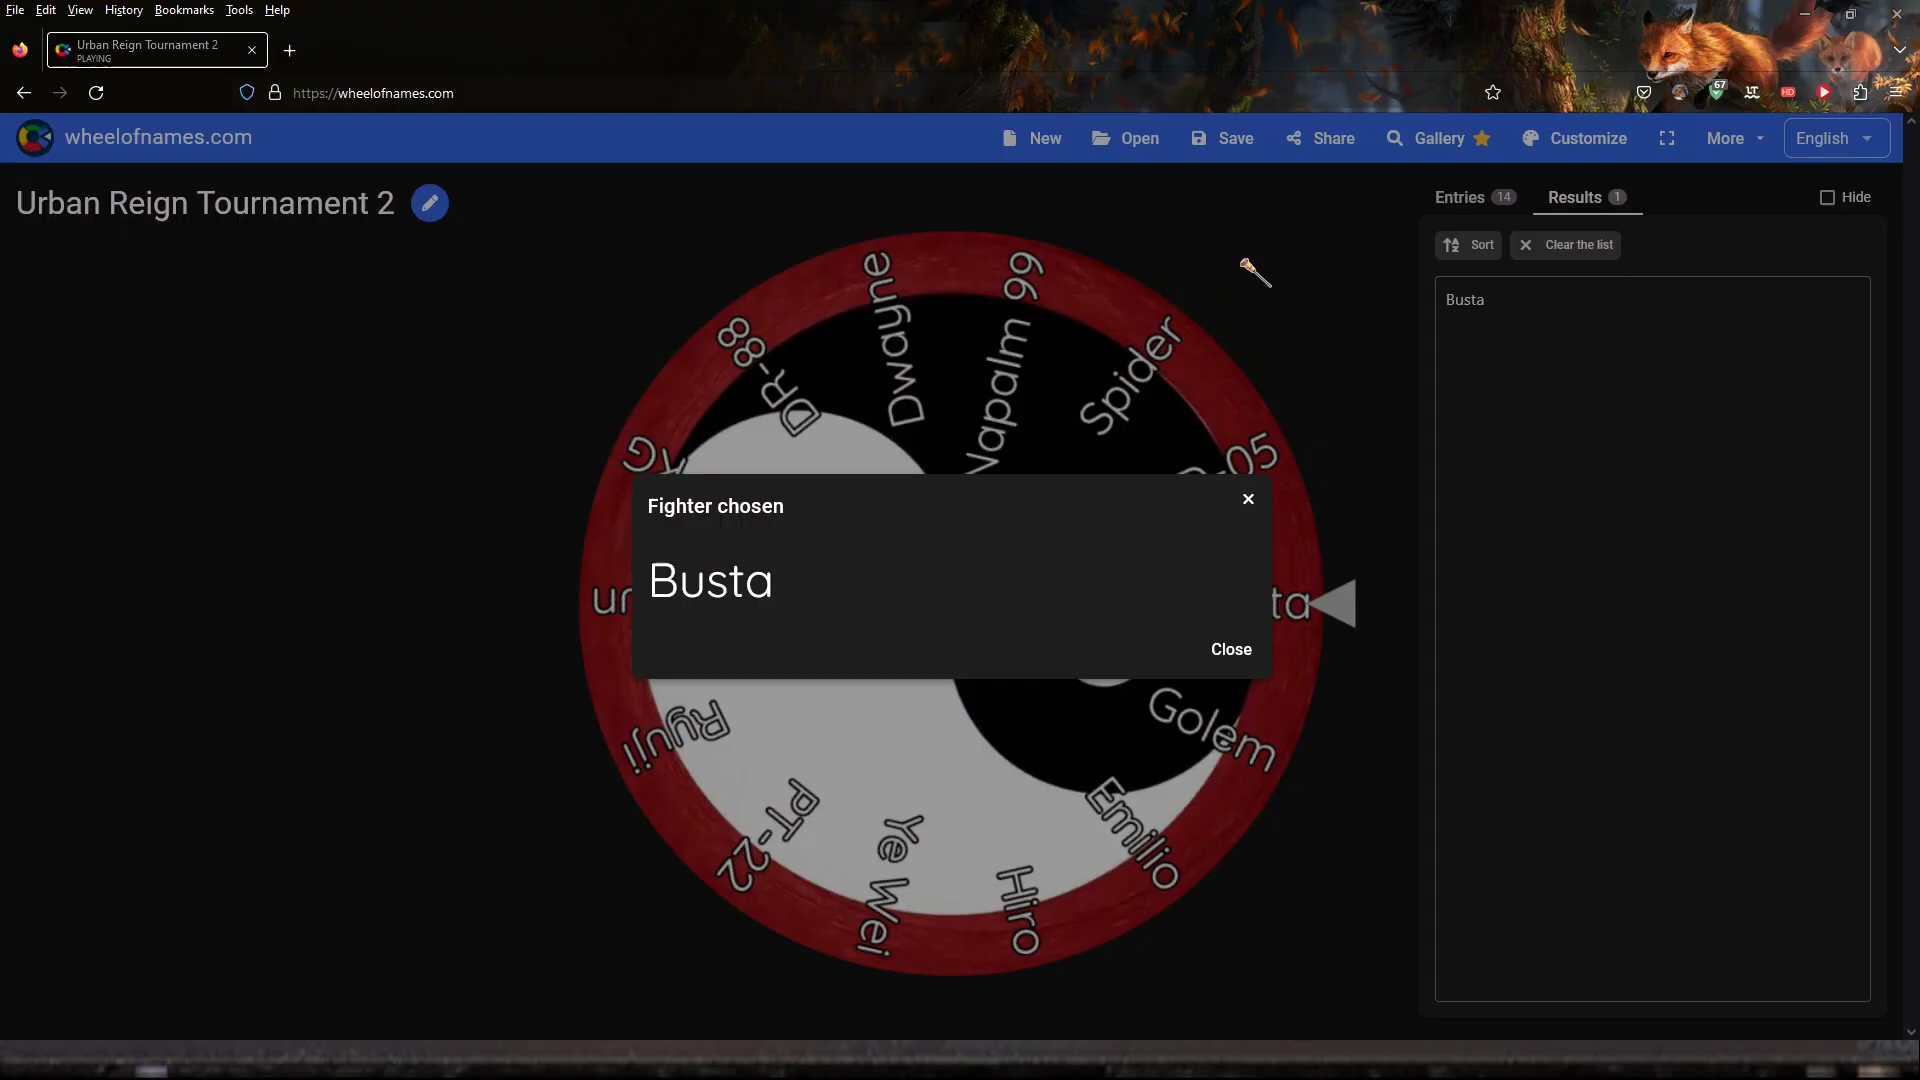 File Edit View History Bookmarks Tools Help
Urban Reign Tournament 2
PLAYING
https://wheelofnames.com
67
HD
wheelofnames.com
New
Open
Save
Share
Gallery
Customize
More
English
Urban Reign Tournament 2
Entries 14
Results 1
Hide
Sort
Clear the list
Busta
Dwayne
Napalm 99
Spider
DR-88
Fighter chosen
Busta
Close
Golem
Emilio
Hiro
Ye Wei
PT-22
Ryuji